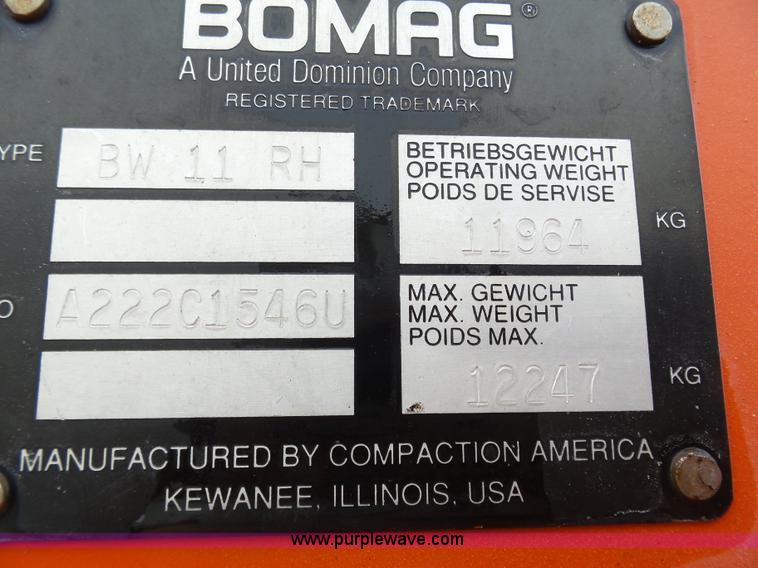 BOMAG ®
A United Dominion Company
REGISTERED TRADEMARK
YPE BW 11 RH
BETRIEBSGEWICHT
OPERATING WEIGHT
POIDS DE SERVISE
11964 KG
O A222C1546U
MAX. GEWICHT
MAX. WEIGHT
POIDS MAX.
12247 KG
MANUFACTURED BY COMPACTION AMERICA
KEWANEE, ILLINOIS, USA
www.purplewave.com